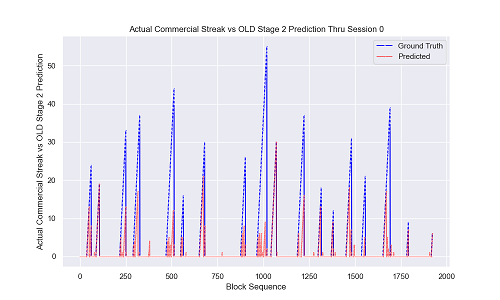 Actual Commercial Streak vs OLD Stage 2 Prediction Thru Session 0
Ground Truth
Predicted
Actual Commercial Streak vs OLD Stage 2 Prediction
50
40
30
20
10
0
0 250 500 750 1000 1250 1500 1750 2000
Block Sequence